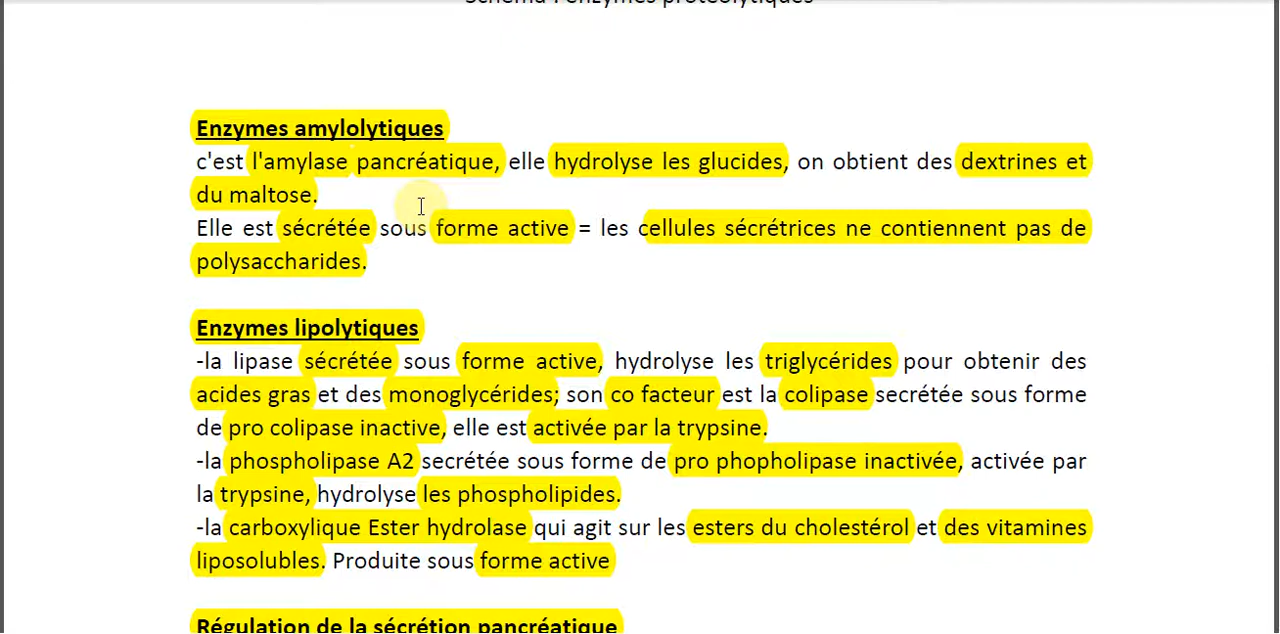 Schéma : enzymes protéolytiques
Enzymes amylolytiques
c'est l'amylase pancréatique, elle hydrolyse les glucides, on obtient des dextrines et
du maltose.
Elle est sécrétée sous forme active = les cellules sécrétrices ne contiennent pas de
polysaccharides.
Enzymes lipolytiques
-la lipase sécrétée sous forme active, hydrolyse les triglycérides pour obtenir des
acides gras et des monoglycérides; son co facteur est la colipase secrétée sous forme
de pro colipase inactive, elle est activée par la trypsine.
-la phospholipase A2 secrétée sous forme de pro phopholipase inactivée, activée par
la trypsine, hydrolyse les phospholipides.
-la carboxylique Ester hydrolase qui agit sur les esters du cholestérol et des vitamines
liposolubles. Produite sous forme active
Régulation de la sécrétion pancréatique